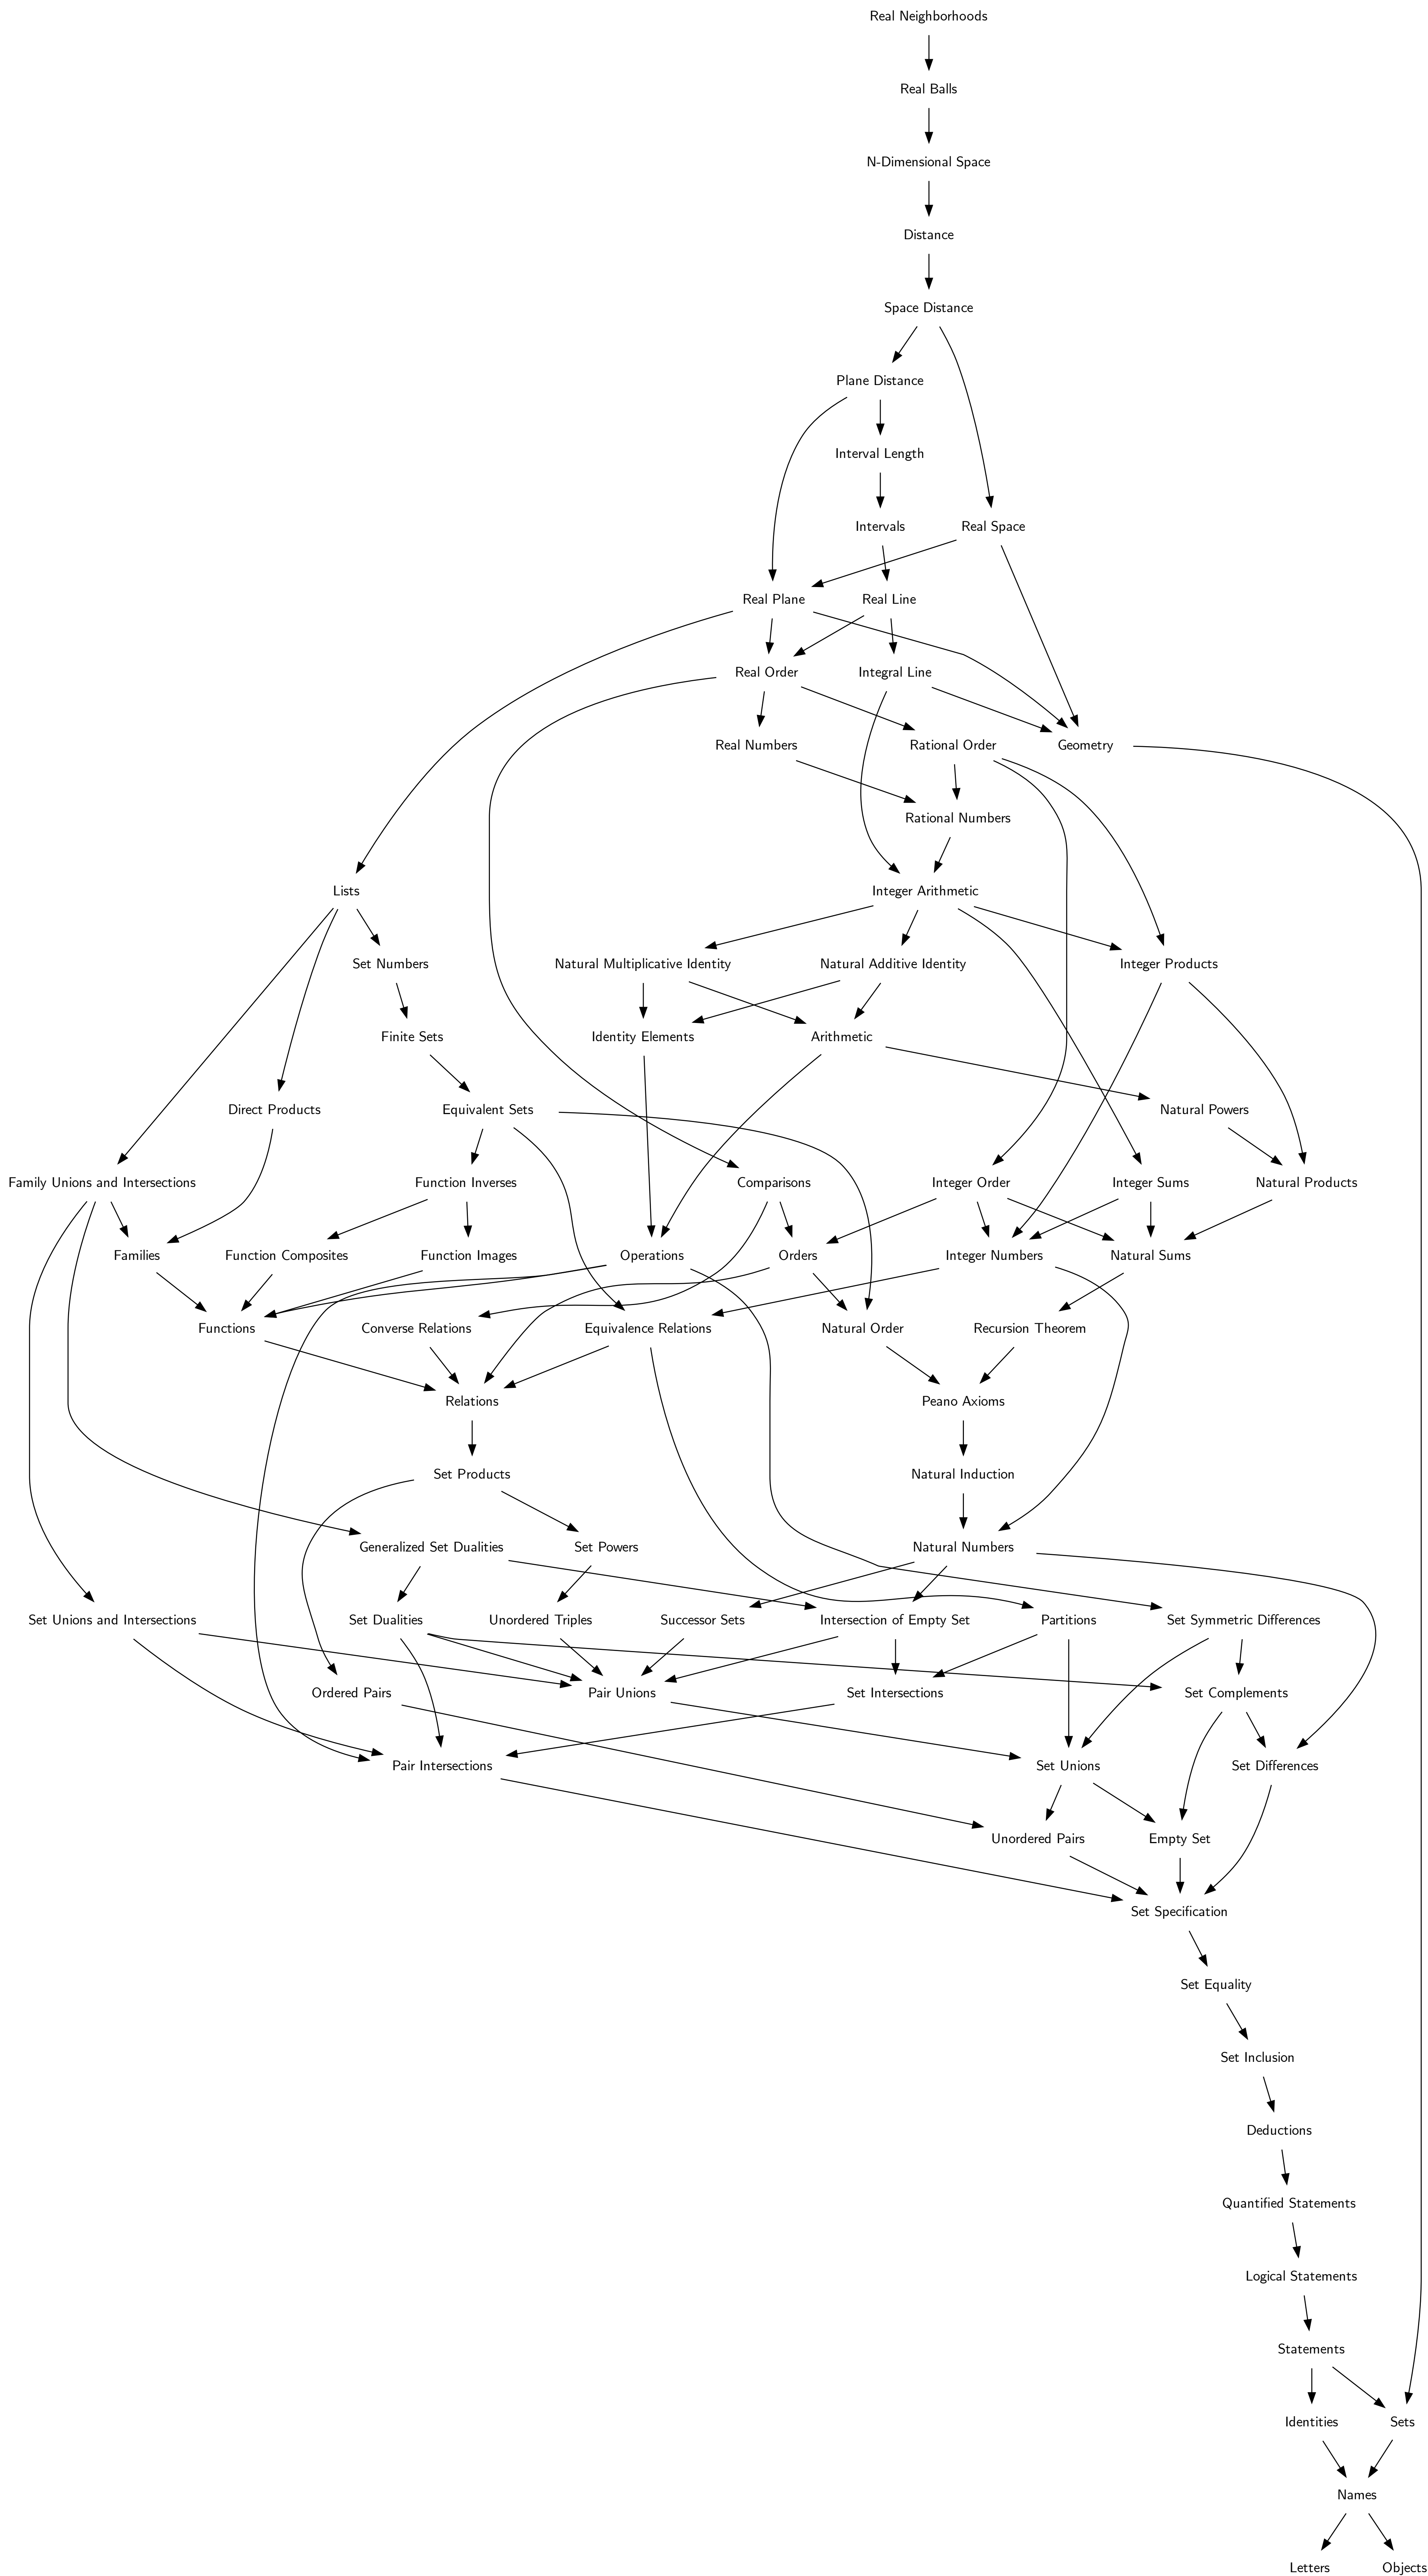 Real Neighborhoods
Real Balls
N-Dimensional Space
Distance
Space Distance
Plane Distance
Interval Length
Intervals
Real Space
Real Plane
Real Line
Real Order
Integral Line
Real Numbers
Rational Order
Geometry
Rational Numbers
Lists
Integer Arithmetic
Set Numbers
Natural Multiplicative Identity
Natural Additive Identity
Integer Products
Finite Sets
Identity Elements
Arithmetic
Direct Products
Equivalent Sets
Natural Powers
Family Unions and Intersections
Function Inverses
Comparisons
Integer Order
Integer Sums
Natural Products
Families
Function Composites
Function Images
Operations
Orders
Integer Numbers
Natural Sums
Functions
Converse Relations
Equivalence Relations
Natural Order
Recursion Theorem
Relations
Peano Axioms
Set Products
Natural Induction
Generalized Set Dualities
Set Powers
Natural Numbers
Set Unions and Intersections
Set Dualities
Unordered Triples
Successor Sets
Intersection of Empty Set
Partitions
Set Symmetric Differences
Ordered Pairs
Pair Unions
Set Intersections
Set Complements
Pair Intersections
Set Unions
Set Differences
Unordered Pairs
Empty Set
Set Specification
Set Equality
Set Inclusion
Deductions
Quantified Statements
Logical Statements
Statements
Identities
Sets
Names
Letters
Objects